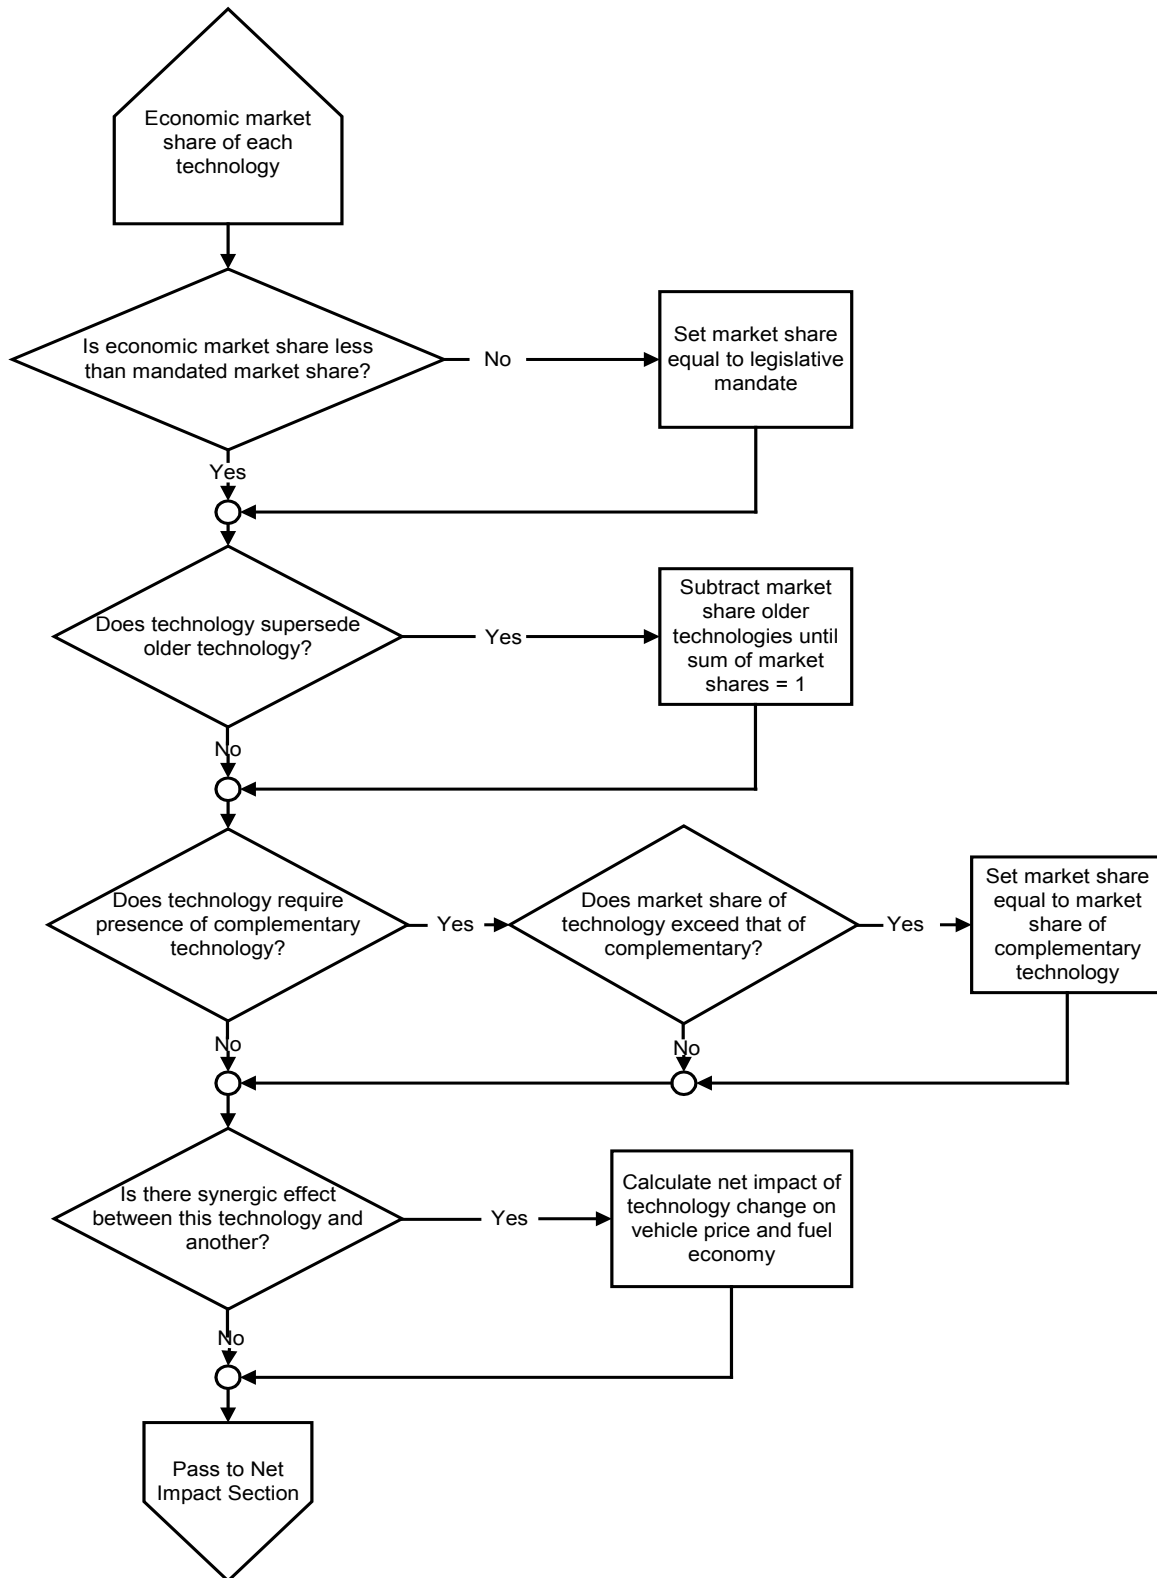 Economic market
share of each
technology
Is economic market share less
than mandated market share?
No
Set market share
equal to legislative
mandate
Yes
Does technology supersede
older technology?
Yes
Subtract market
share older
technologies until
sum of market
shares = 1
No
Does technology require
presence of complementary
technology?
Yes
Does market share of
technology exceed that of
complementary?
Yes
Set market share
equal to market
share of
complementary
technology
No
No
Is there synergic effect
between this technology and
another?
Yes
Calculate net impact of
technology change on
vehicle price and fuel
economy
No
Pass to Net
Impact Section